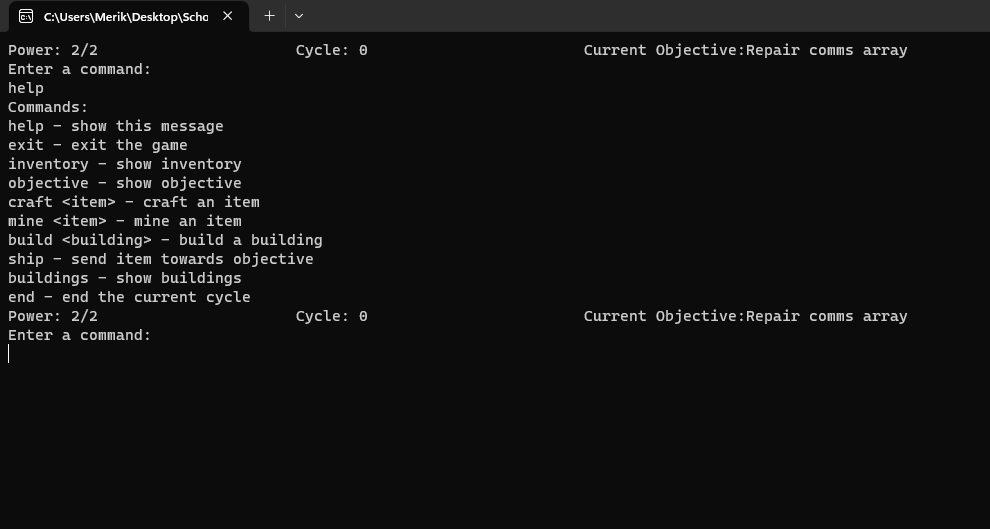 C:\Users\Merik\Desktop\Scho
Power: 2/2 Cycle: 0 Current Objective:Repair comms array
Enter a command:
help
Commands:
help - show this message
exit - exit the game
inventory - show inventory
objective - show objective
craft <item> - craft an item
mine <item> - mine an item
build <building> - build a building
ship - send item towards objective
buildings - show buildings
end - end the current cycle
Power: 2/2 Cycle: 0 Current Objective:Repair comms array
Enter a command: